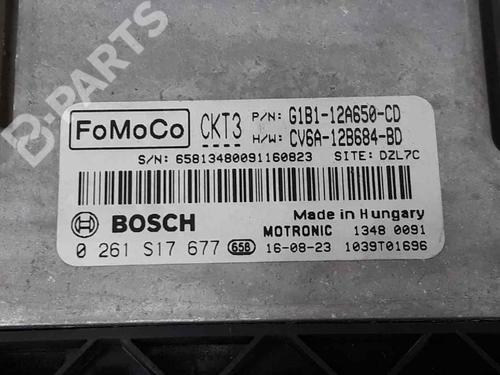 B-PARTS
FoMoCo CKT3 P/N: G1B1-12A650-CD
H/W: CV6A-12B684-BD
S/N: 65813480091160823 SITE: DZL7C
BOSCH Made in Hungary
MOTRONIC 1348 0091
0 261 S17 677 658 16-08-23 1039T01696